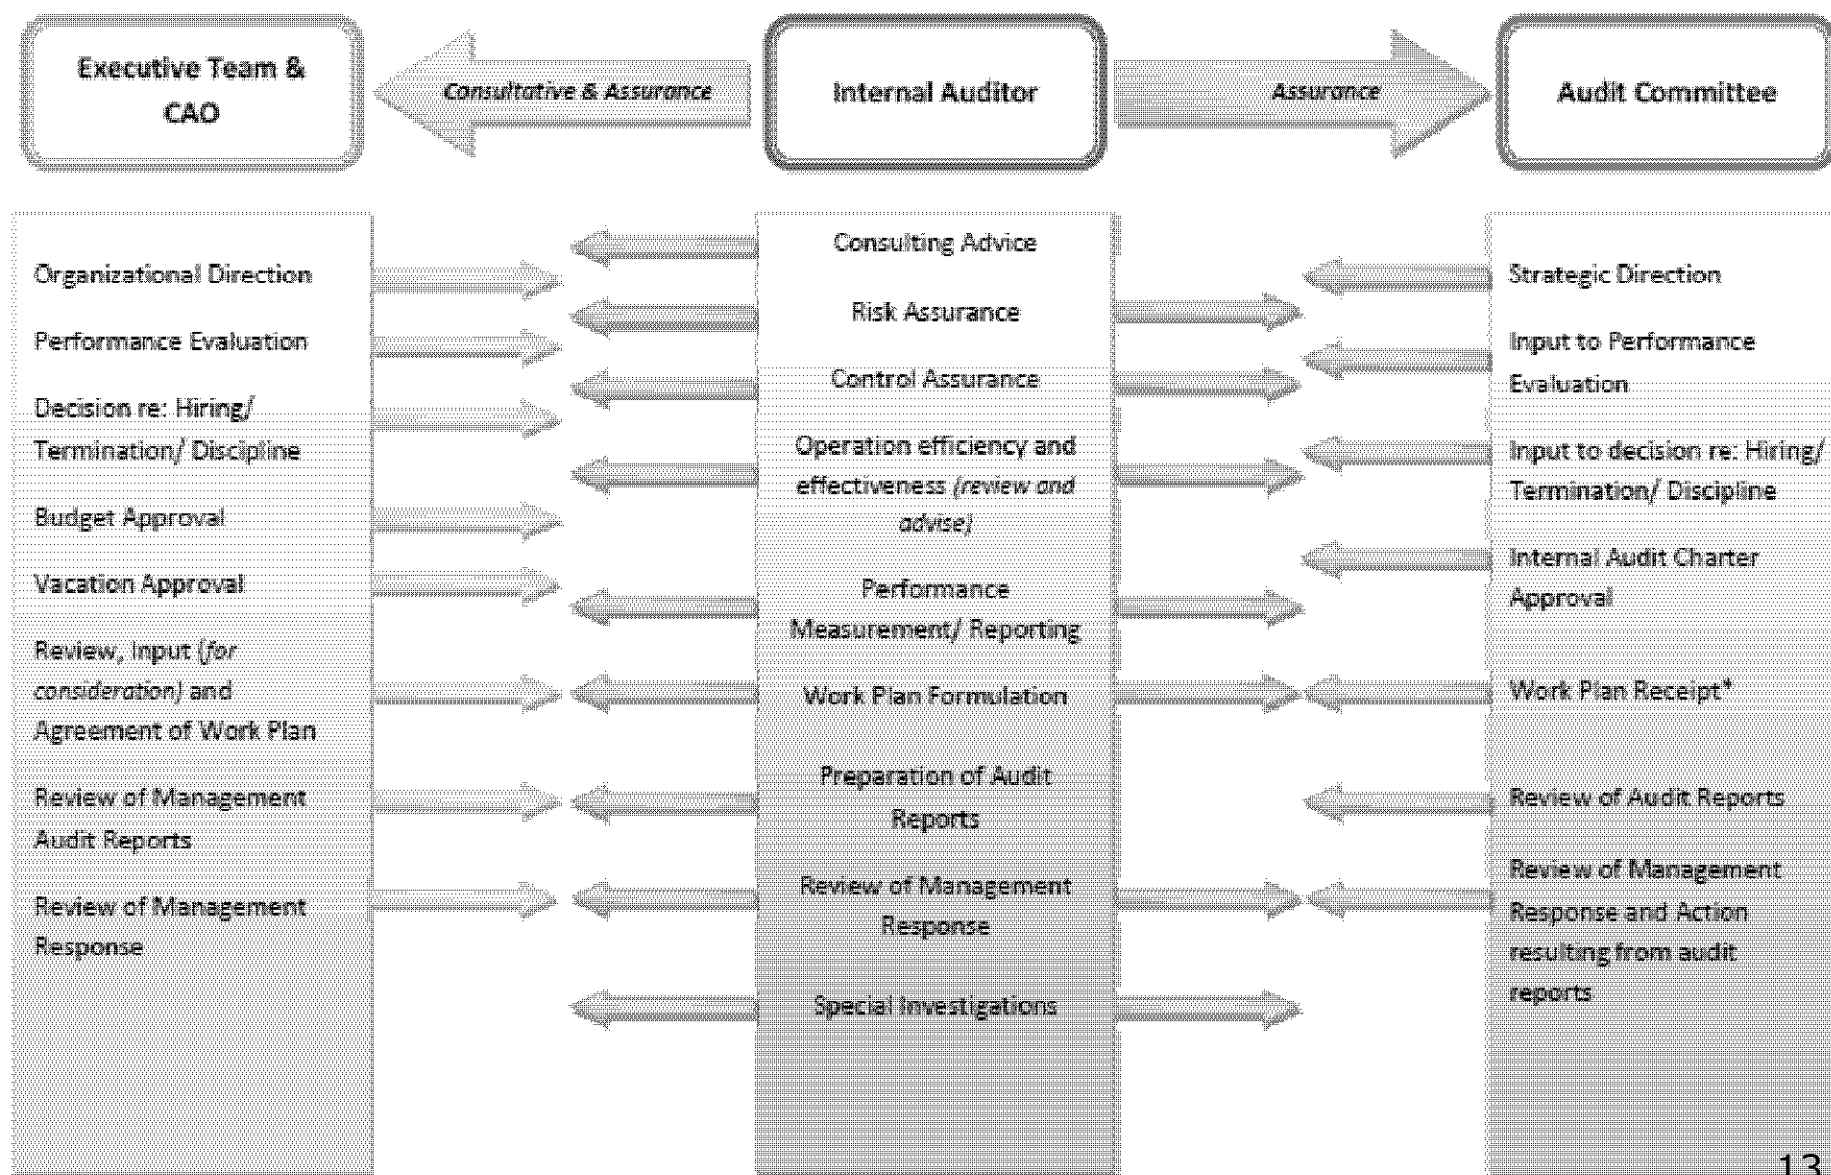 Executive Team &
CAO
Consultative & Assurance
Internal Auditor
Assurance
Audit Committee
Organizational Direction
Performance Evaluation
Decision re: Hiring/
Termination/ Discipline
Budget Approval
Vacation Approval
Review, Input (for
consideration) and
Agreement of Work Plan
Review of Management
Audit Reports
Review of Management
Response
Consulting Advice
Risk Assurance
Control Assurance
Operation efficiency and
effectiveness (review and
advise)
Performance
Measurement/ Reporting
Work Plan Formulation
Preparation of Audit
Reports
Review of Management
Response
Special Investigations
Strategic Direction
Input to Performance
Evaluation
Input to decision re: Hiring/
Termination/ Discipline
Internal Audit Charter
Approval
Work Plan Receipt*
Review of Audit Reports
Review of Management
Response and Action
resulting from audit
reports
13